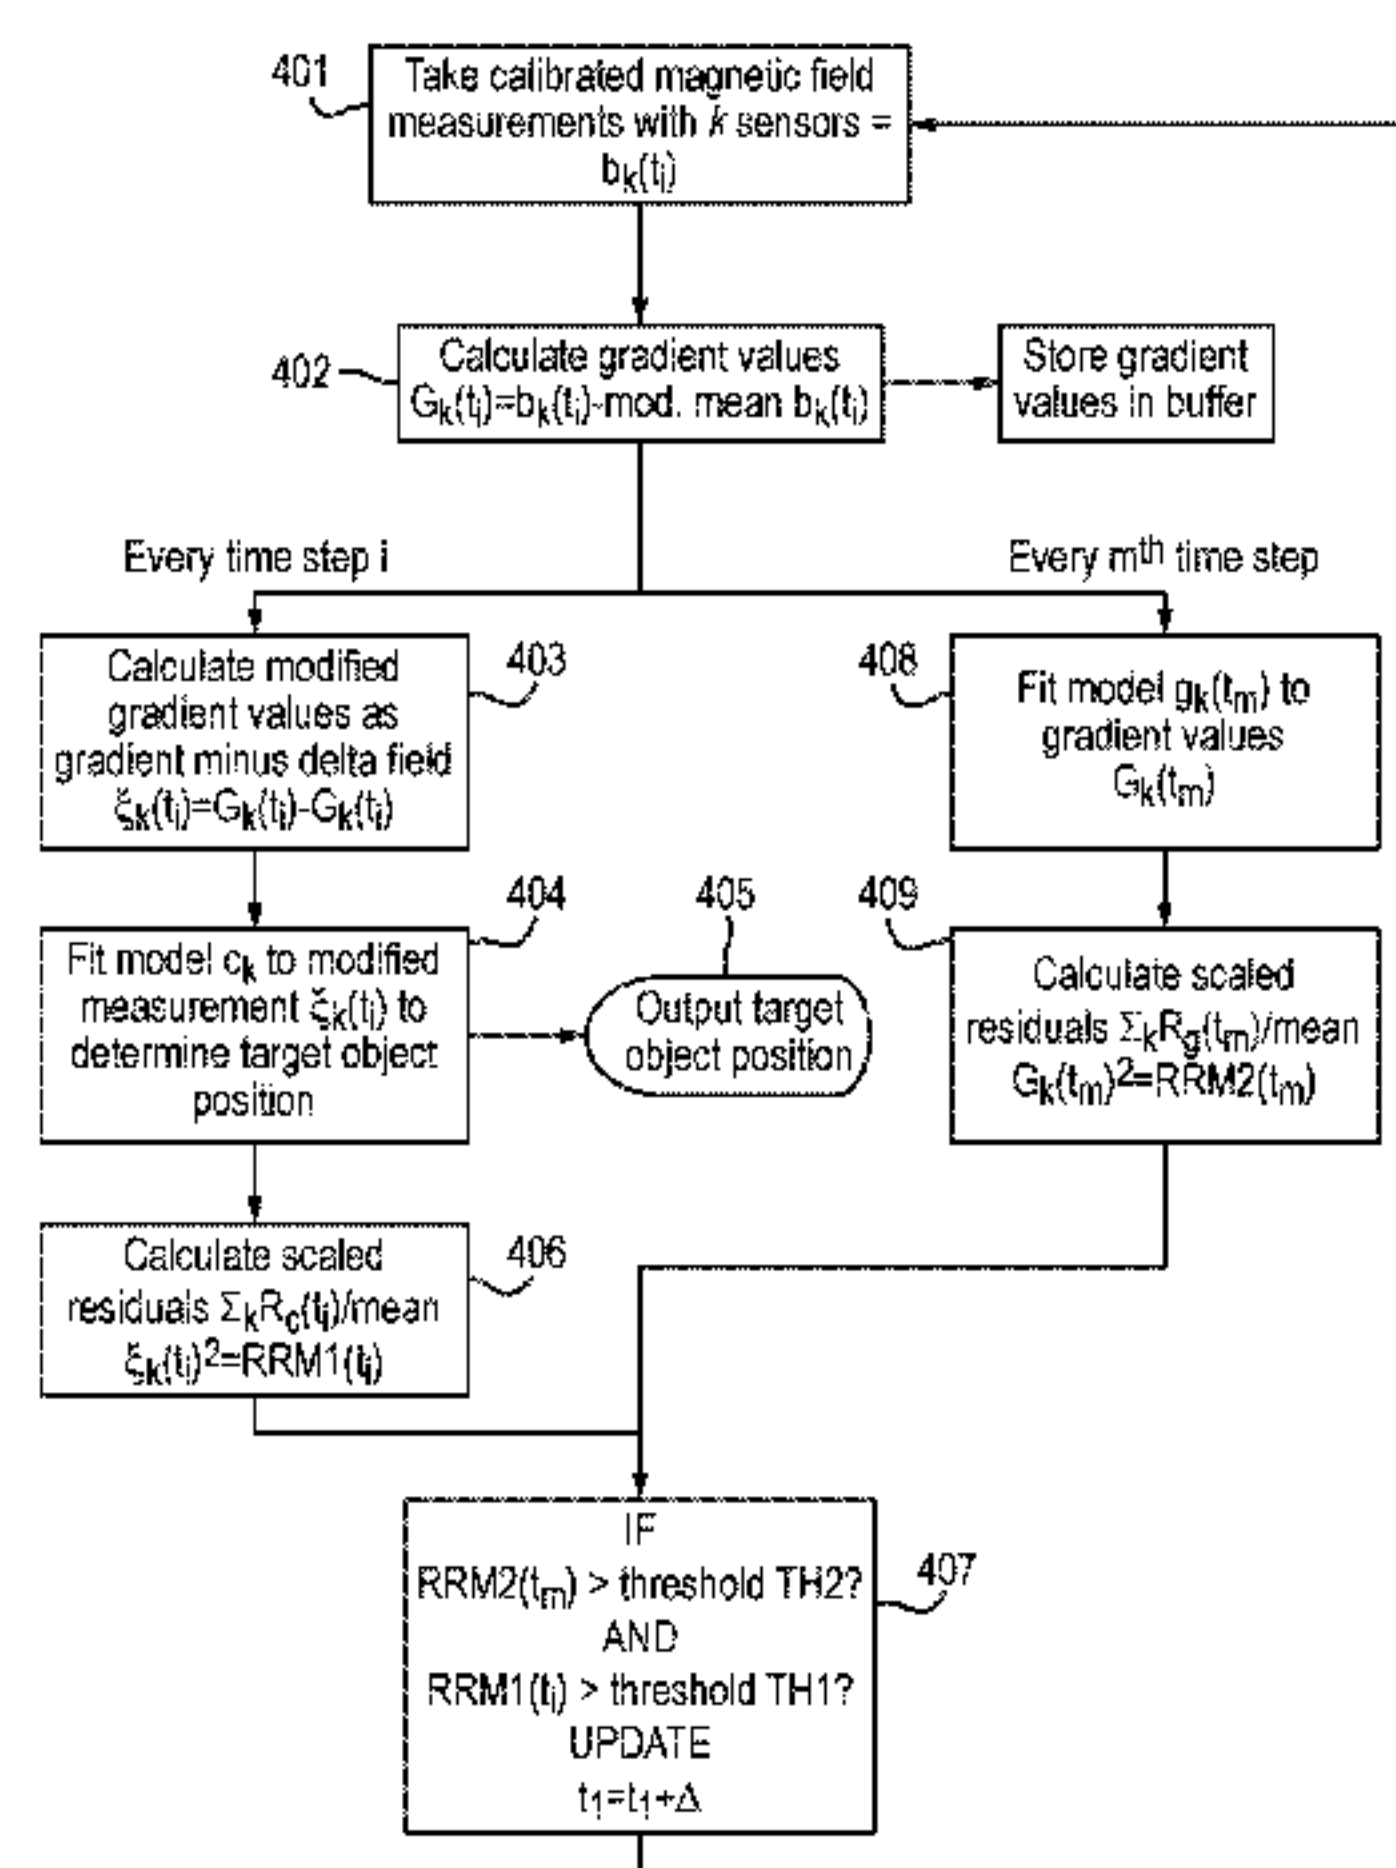 401
Take calibrated magnetic field
measurements with k sensors =
bk(ti)
402
Calculate gradient values
Gk(ti)=bk(ti)-mod. mean bk(ti)
Store gradient
values in buffer
Every time step i
Every mth time step
Calculate modified
gradient values as
gradient minus delta field
ξk(ti)=Gk(ti)-Gk(ti)
403
408
Fit model gk(tm) to
gradient values
Gk(tm)
404
Fit model ck to modified
measurement ξk(ti) to
determine target object
position
405
Output target
object position
409
Calculate scaled
residuals ΣkRg(tm)/mean
Gk(tm)2=RRM2(tm)
Calculate scaled
residuals ΣkRc(ti)/mean
ξk(ti)2=RRM1(ti)
406
IF
RRM2(tm) > threshold TH2?
AND
RRM1(ti) > threshold TH1?
UPDATE
t1=t1+Δ
407